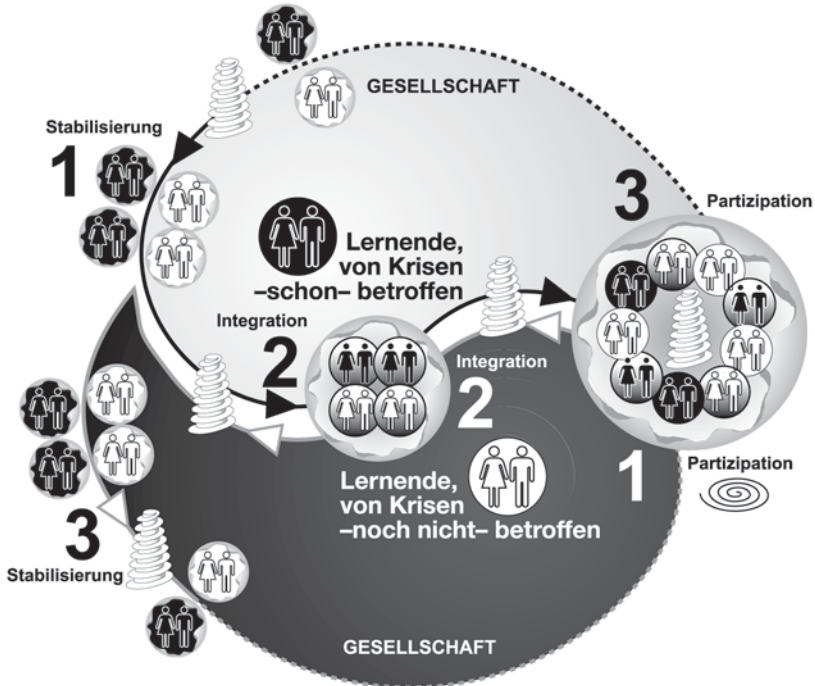 GESELLSCHAFT
Stabilisierung
1
3
Partizipation
Lernende,
von Krisen
–schon– betroffen
Integration
2
Integration
2
Lernende,
von Krisen
–noch nicht– betroffen
1
Partizipation
3
Stabilisierung
GESELLSCHAFT